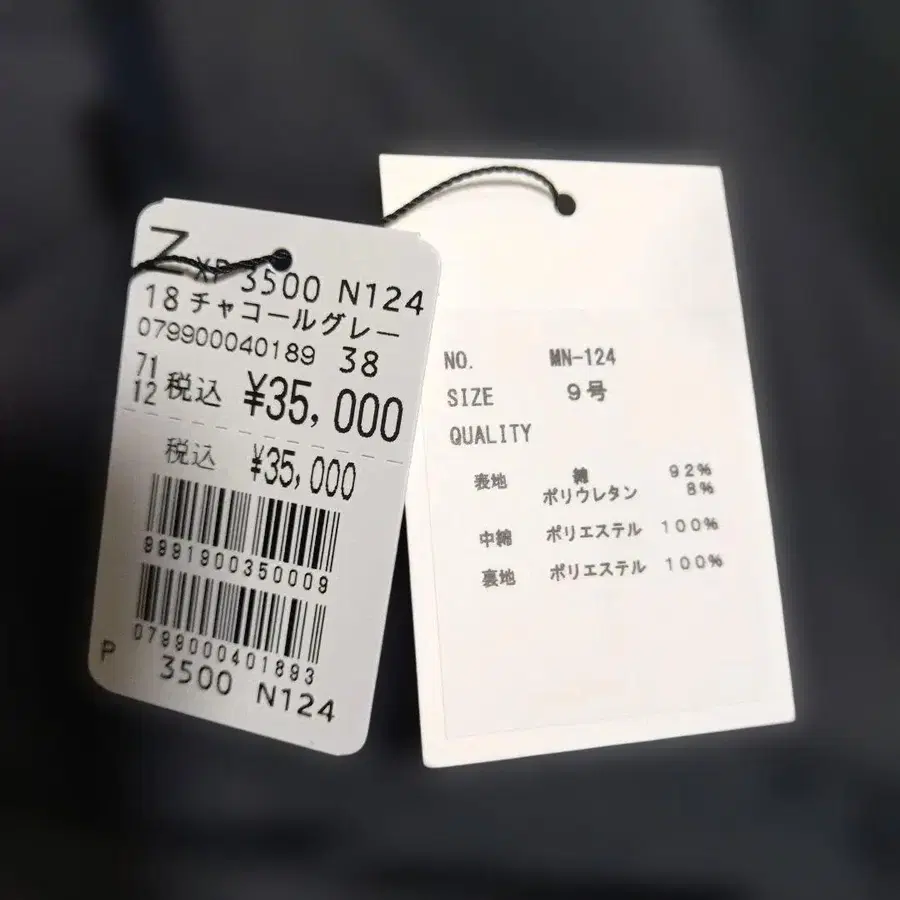 Z XP 3500 N124
18 チャコールグレー
079900040189 38
71
12 税込 ¥35,000
税込 ¥35,000
9991900350009
0799000401893
P 3500 N124
NO. MN-124
SIZE 9号
QUALITY
表地 綿 92%
ポリウレタン 8%
中綿 ポリエステル 100%
裏地 ポリエステル 100%